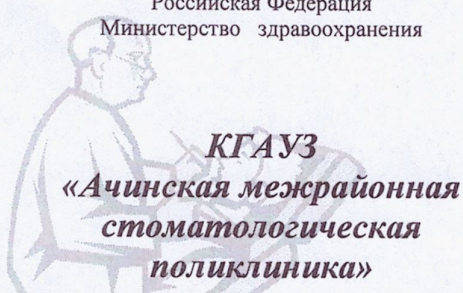 Российская Федерация
Министерство здравоохранения
КГАУЗ
«Ачинская межрайонная
стоматологическая
поликлиника»